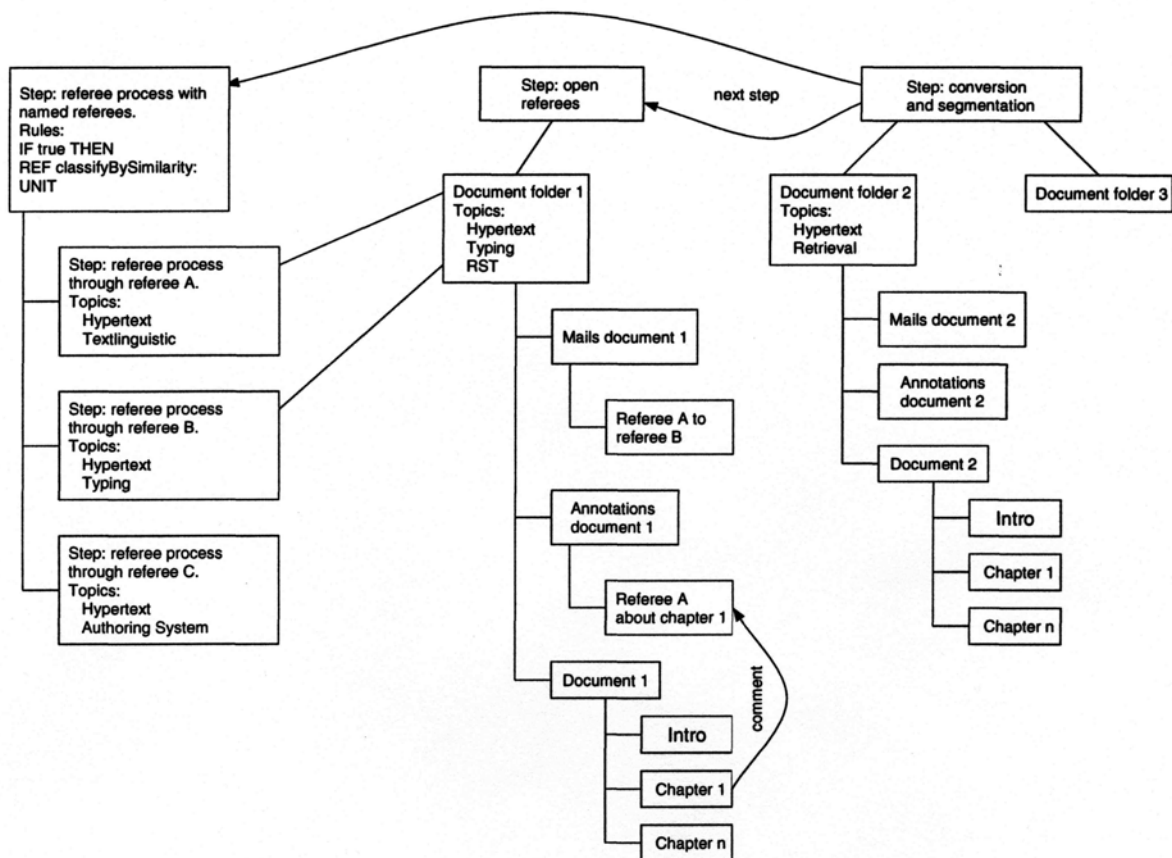 Step: referee process with
named referees.
Rules:
IF true THEN
REF classifyBySimilarity:
UNIT
Step: referee process
through referee A.
Topics:
Hypertext
Textlinguistic
Step: referee process
through referee B.
Topics:
Hypertext
Typing
Step: referee process
through referee C.
Topics:
Hypertext
Authoring System
Step: open
referees
next step
Document folder 1
Topics:
Hypertext
Typing
RST
Mails document 1
Referee A to
referee B
Annotations
document 1
Referee A
about chapter 1
comment
Document 1
Intro
Chapter 1
Chapter n
Step: conversion
and segmentation
Document folder 2
Topics:
Hypertext
Retrieval
Document folder 3
Mails document 2
Annotations
document 2
Document 2
Intro
Chapter 1
Chapter n